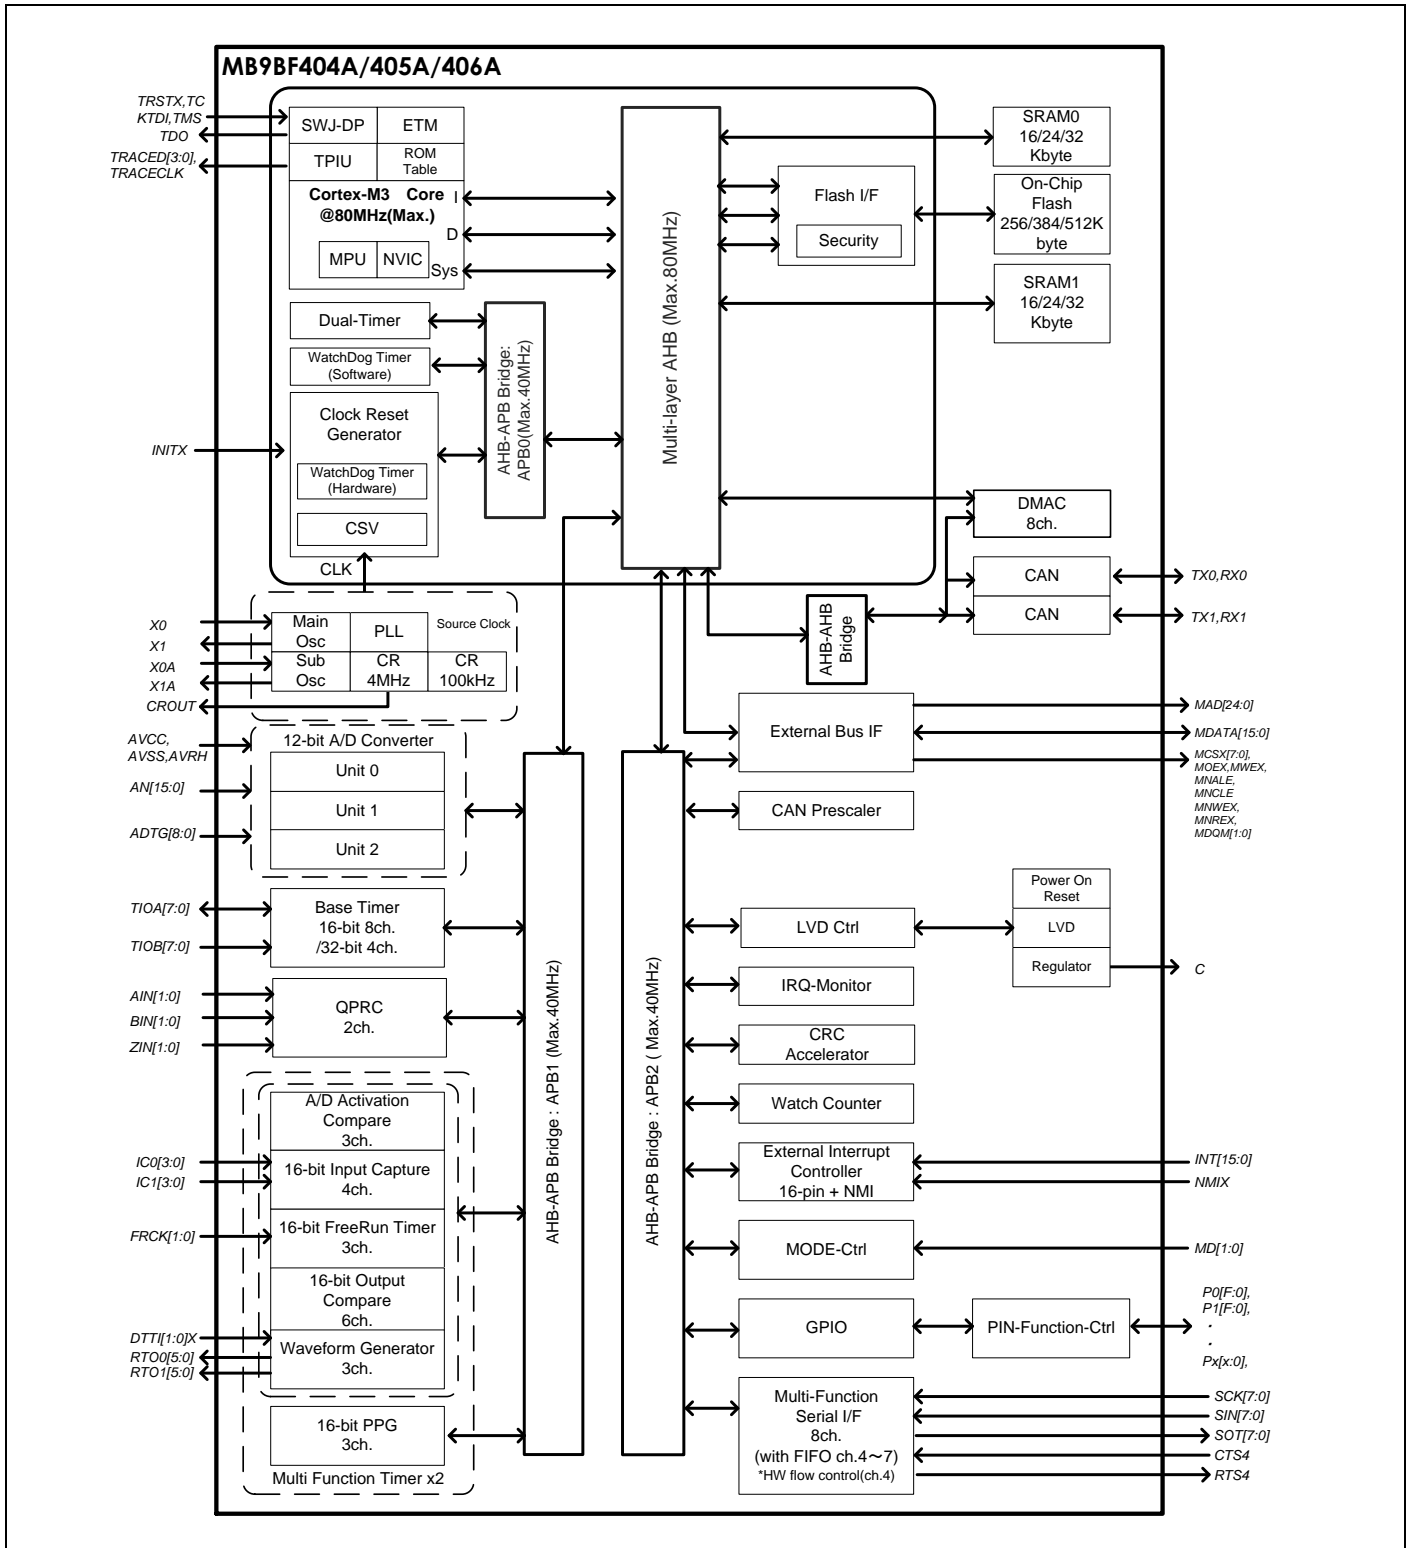 MB9BF404A/405A/406A
TRSTX,TC
KTDI,TMS
TDO
TRACED[3:0],
TRACECLK
SWJ-DP
ETM
TPIU
ROM
Table
Cortex-M3 Core
@80MHz(Max.)
I
D
Sys
MPU
NVIC
Dual-Timer
WatchDog Timer
(Software)
Clock Reset
Generator
WatchDog Timer
(Hardware)
CSV
CLK
INITX
AHB-APB Bridge:
APB0(Max.40MHz)
Multi-layer AHB (Max.80MHz)
Flash I/F
Security
SRAM0
16/24/32
Kbyte
On-Chip
Flash
256/384/512K
byte
SRAM1
16/24/32
Kbyte
DMAC
8ch.
CAN
CAN
TX0,RX0
TX1,RX1
AHB-AHB
Bridge
X0
X1
X0A
X1A
CROUT
Main
Osc
PLL
Source Clock
Sub
Osc
CR
4MHz
CR
100kHz
AVCC,
AVSS,AVRH
AN[15:0]
ADTG[8:0]
12-bit A/D Converter
Unit 0
Unit 1
Unit 2
TIOA[7:0]
TIOB[7:0]
Base Timer
16-bit 8ch.
/32-bit 4ch.
AIN[1:0]
BIN[1:0]
ZIN[1:0]
QPRC
2ch.
A/D Activation
Compare
3ch.
IC0[3:0]
IC1[3:0]
16-bit Input Capture
4ch.
FRCK[1:0]
16-bit FreeRun Timer
3ch.
16-bit Output
Compare
6ch.
DTTI[1:0]X
RTO0[5:0]
RTO1[5:0]
Waveform Generator
3ch.
16-bit PPG
3ch.
Multi Function Timer x2
AHB-APB Bridge : APB1 (Max.40MHz)
AHB-APB Bridge : APB2 ( Max.40MHz)
External Bus IF
MAD[24:0]
MDATA[15:0]
MCSX[7:0],
MOEX,MWEX,
MNALE,
MNCLE
MNWEX,
MNREX,
MDQM[1:0]
CAN Prescaler
LVD Ctrl
Power On
Reset
LVD
Regulator
C
IRQ-Monitor
CRC
Accelerator
Watch Counter
External Interrupt
Controller
16-pin + NMI
INT[15:0]
NMIX
MODE-Ctrl
MD[1:0]
GPIO
PIN-Function-Ctrl
P0[F:0],
P1[F:0],
.
.
Px[x:0],
Multi-Function
Serial I/F
8ch.
(with FIFO ch.4～7)
*HW flow control(ch.4)
SCK[7:0]
SIN[7:0]
SOT[7:0]
CTS4
RTS4